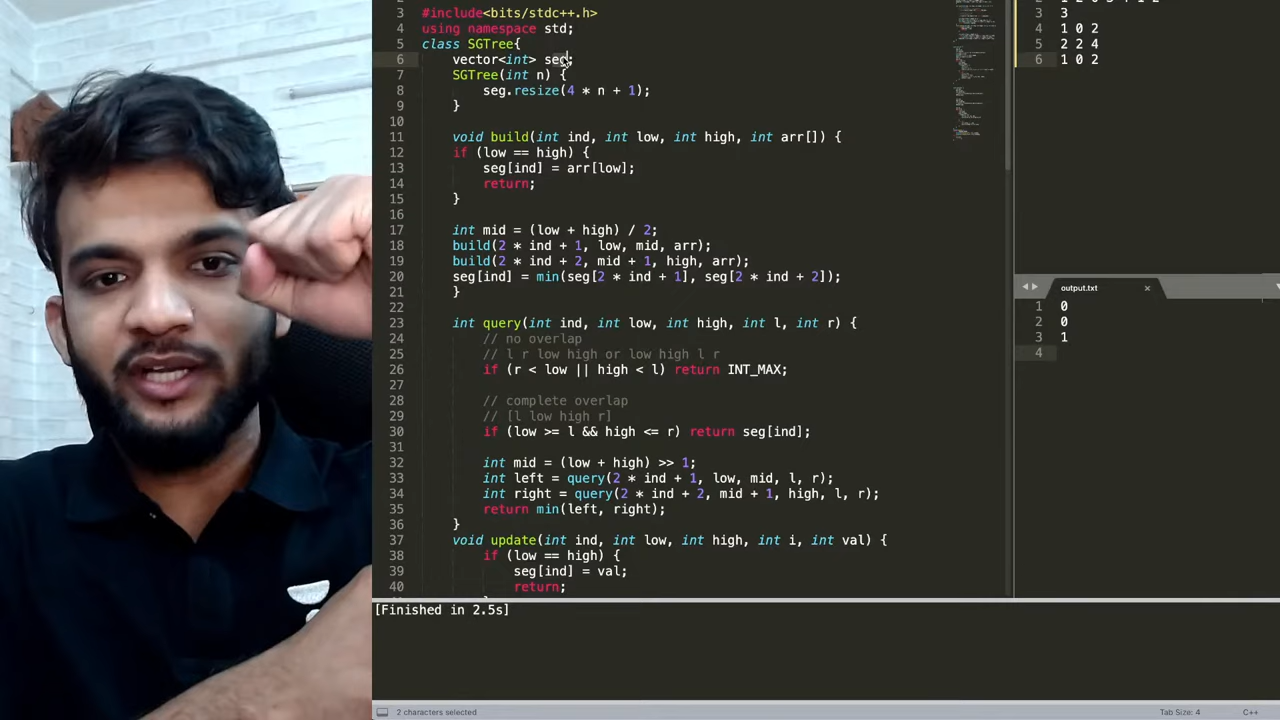 3 #include<bits/stdc++.h>
4 using namespace std;
5 class SGTree{
6 vector<int> seg;
7 SGTree(int n) {
8 seg.resize(4 * n + 1);
9 }
10
11 void build(int ind, int low, int high, int arr[]) {
12 if (low == high) {
13 seg[ind] = arr[low];
14 return;
15 }
16
17 int mid = (low + high) / 2;
18 build(2 * ind + 1, low, mid, arr);
19 build(2 * ind + 2, mid + 1, high, arr);
20 seg[ind] = min(seg[2 * ind + 1], seg[2 * ind + 2]);
21 }
22
23 int query(int ind, int low, int high, int l, int r) {
24 // no overlap
25 // l r low high or low high l r
26 if (r < low || high < l) return INT_MAX;
27
28 // complete overlap
29 // [l low high r]
30 if (low >= l && high <= r) return seg[ind];
31
32 int mid = (low + high) >> 1;
33 int left = query(2 * ind + 1, low, mid, l, r);
34 int right = query(2 * ind + 2, mid + 1, high, l, r);
35 return min(left, right);
36 }
37 void update(int ind, int low, int high, int i, int val) {
38 if (low == high) {
39 seg[ind] = val;
40 return;
3 3
4 1 0 2
5 2 2 4
6 1 0 2
output.txt
1 0
2 0
3 1
4
[Finished in 2.5s]
2 characters selected
Tab Size: 4
C++